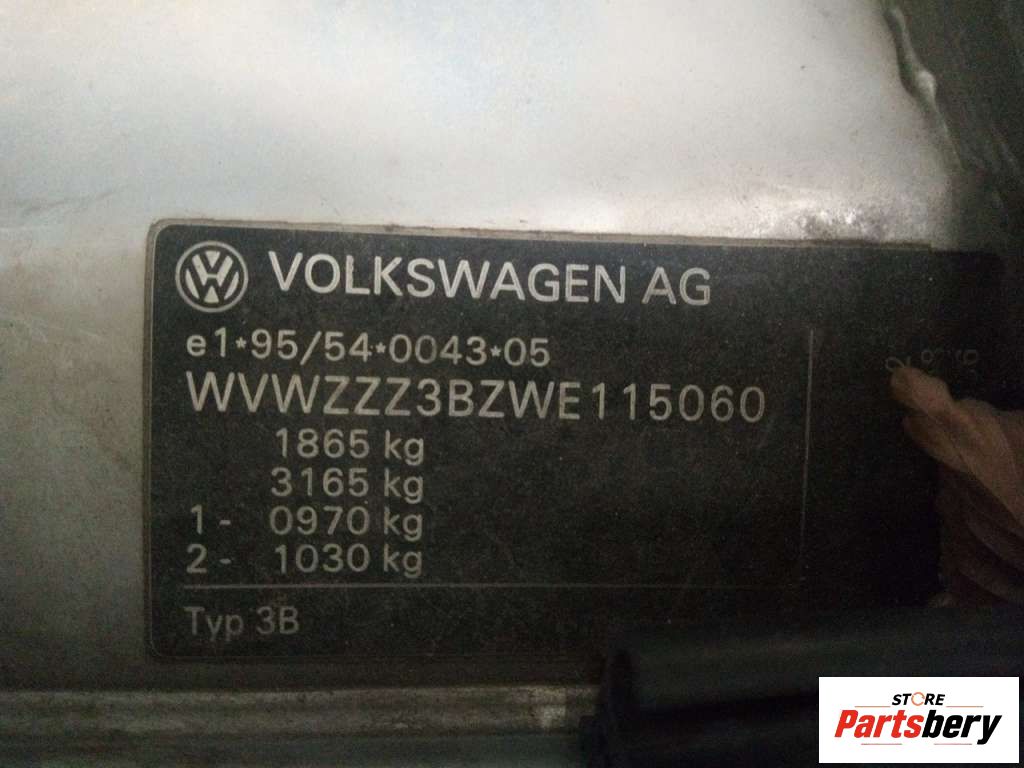 VOLKSWAGEN AG
e1*95/54*0043*05
WVWZZZ3BZWE115060
1865 kg
3165 kg
1- 0970 kg
2- 1030 kg
Typ 3B
STORE
Partsbery